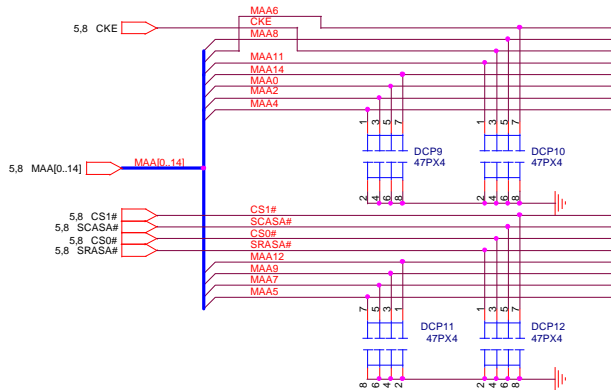 MAA6
5,8 CKE
CKE
MAA8
MAA11
MAA14
MAA0
MAA2
MAA4
1 3 5 7
1 3 5 7
DCP9
47PX4
DCP10
47PX4
5,8 MAA[0..14]
MAA[0..14]
2 4 6 8
2 4 6 8
5,8 CS1#
CS1#
5,8 SCASA#
SCASA#
5,8 CS0#
CS0#
5,8 SRASA#
SRASA#
MAA12
MAA9
MAA7
MAA5
7 5 3 1
1 3 5 7
DCP11
47PX4
DCP12
47PX4
8 6 4 2
2 4 6 8